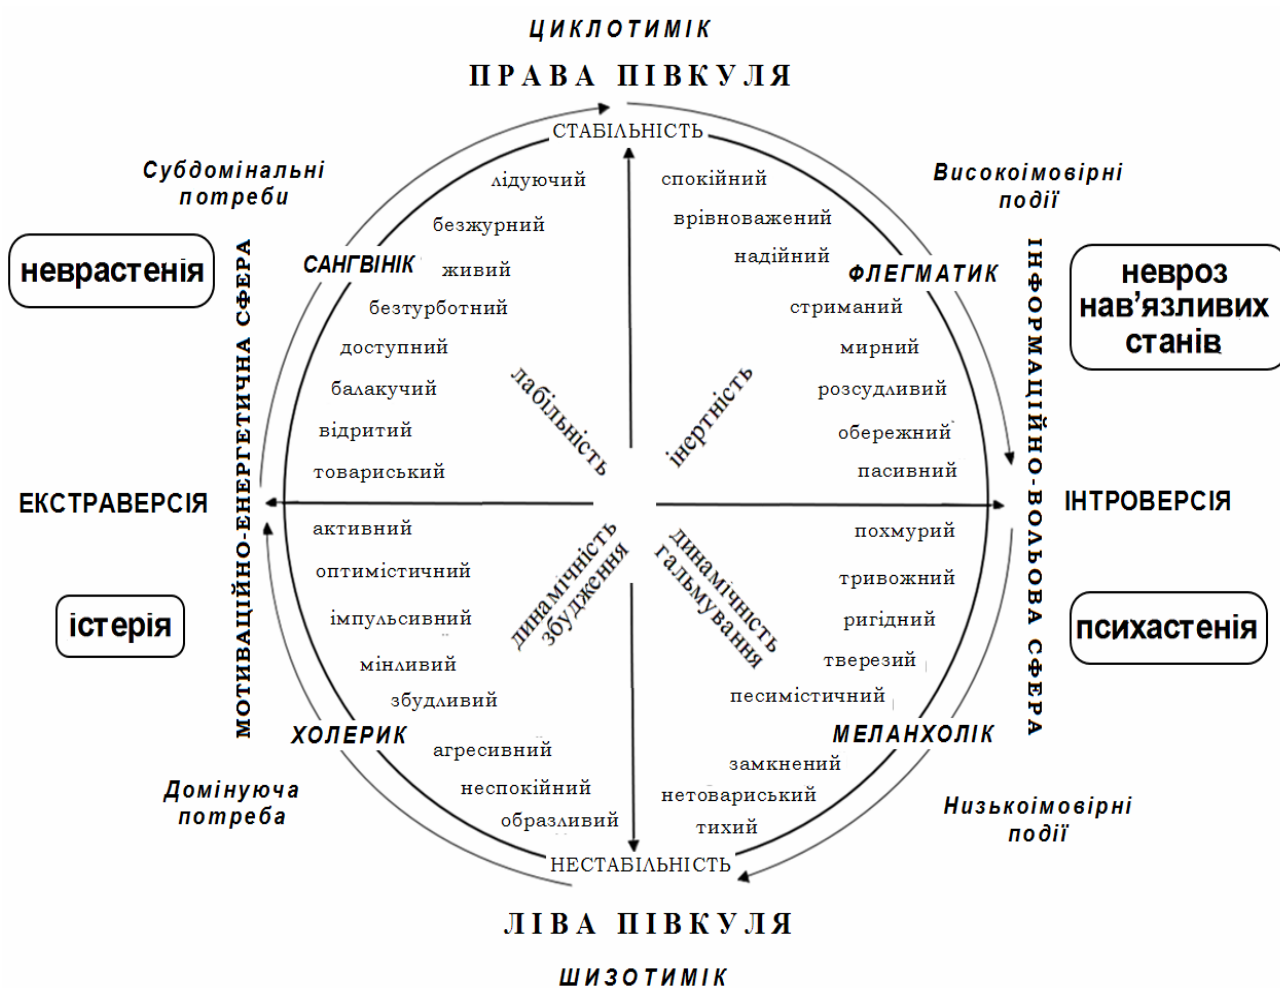 ЦИКЛОТИМІК
ПРАВА ПІВКУЛЯ
СТАБІЛЬНІСТЬ
Субдомінальні
потреби
Високоімовірні
події
лідуючий
безжурний
живий
безтурботний
доступний
балакучий
відритий
товариський
спокійний
врівноважений
надійний
стриманий
мирний
розсудливий
обережний
пасивний
САНГВІНІК
ФЛЕГМАТИК
неврастенія
невроз
нав’язливих
станів
МОТИВАЦІЙНО-ЕНЕРГЕТИЧНА СФЕРА
ІНФОРМАЦІЙНО-ВОЛЬОВА СФЕРА
лабільність
інертність
ЕКСТРАВЕРСІЯ
ІНТРОВЕРСІЯ
динамічність
збудження
динамічність
гальмування
активний
оптимістичний
імпульсивний
мінливий
збудливий
агресивний
неспокійний
образливий
похмурий
тривожний
ригідний
тверезий
песимістичний
замкнений
нетовариський
тихий
істерія
психастенія
ХОЛЕРИК
МЕЛАНХОЛІК
Домінуюча
потреба
Низькоімовірні
події
НЕСТАБІЛЬНІСТЬ
ЛІВА ПІВКУЛЯ
ШИЗОТИМІК